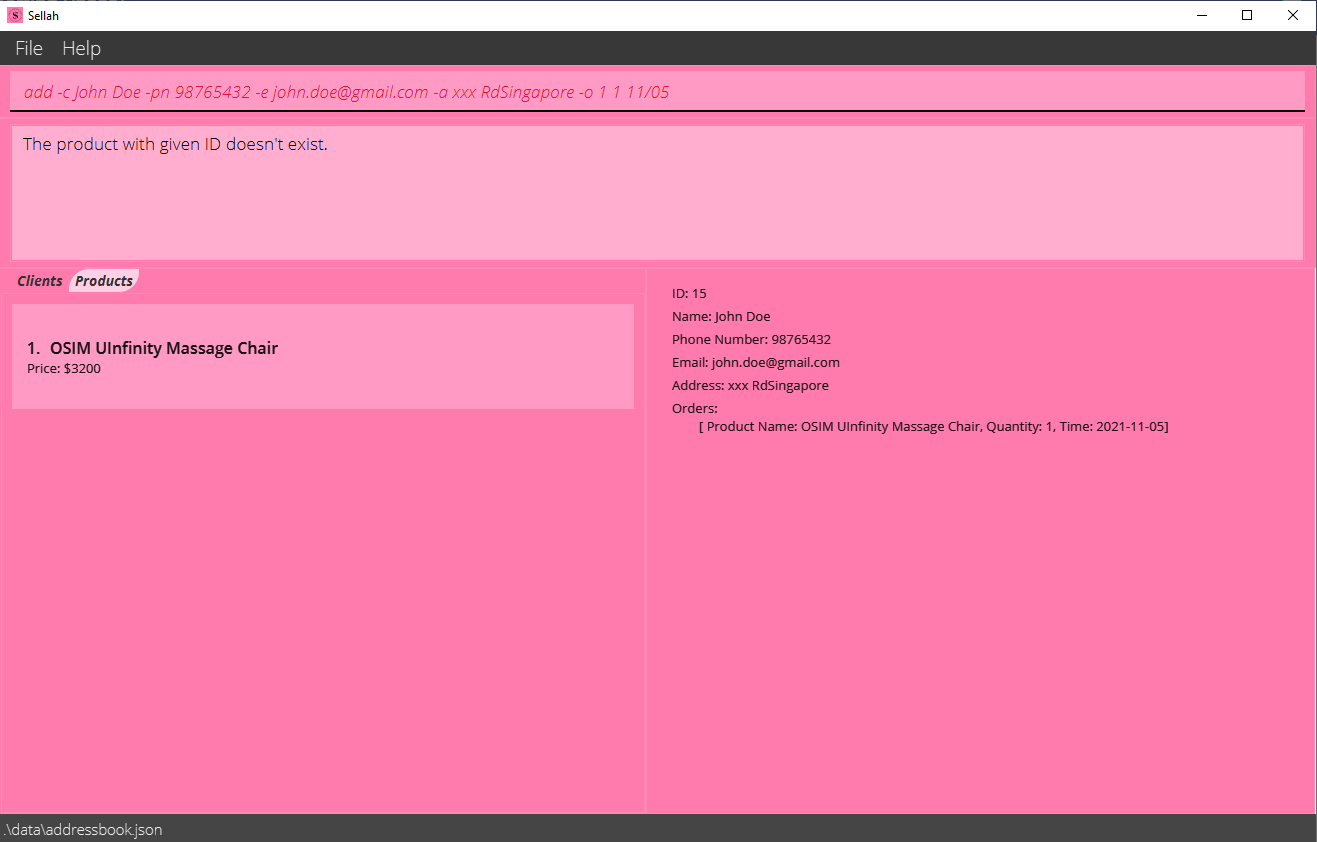 S Sellah
File Help
add -c John Doe -pn 98765432 -e john.doe@gmail.com -a xxx RdSingapore -o 1 1 11/05
The product with given ID doesn't exist.
Clients Products
1. OSIM UInfinity Massage Chair
Price: $3200
ID: 15
Name: John Doe
Phone Number: 98765432
Email: john.doe@gmail.com
Address: xxx RdSingapore
Orders:
[ Product Name: OSIM UInfinity Massage Chair, Quantity: 1, Time: 2021-11-05]
.\data\addressbook.json